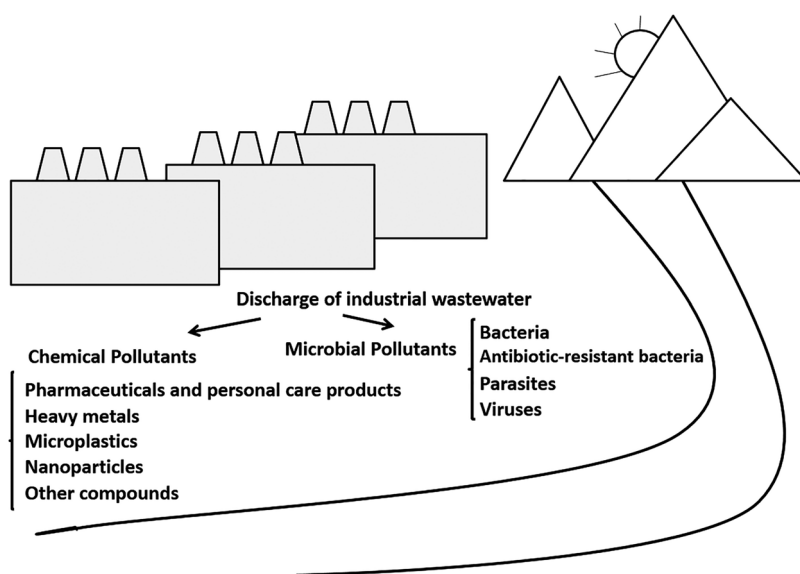 Discharge of industrial wastewater
Chemical Pollutants
Pharmaceuticals and personal care products
Heavy metals
Microplastics
Nanoparticles
Other compounds
Microbial Pollutants
Bacteria
Antibiotic-resistant bacteria
Parasites
Viruses